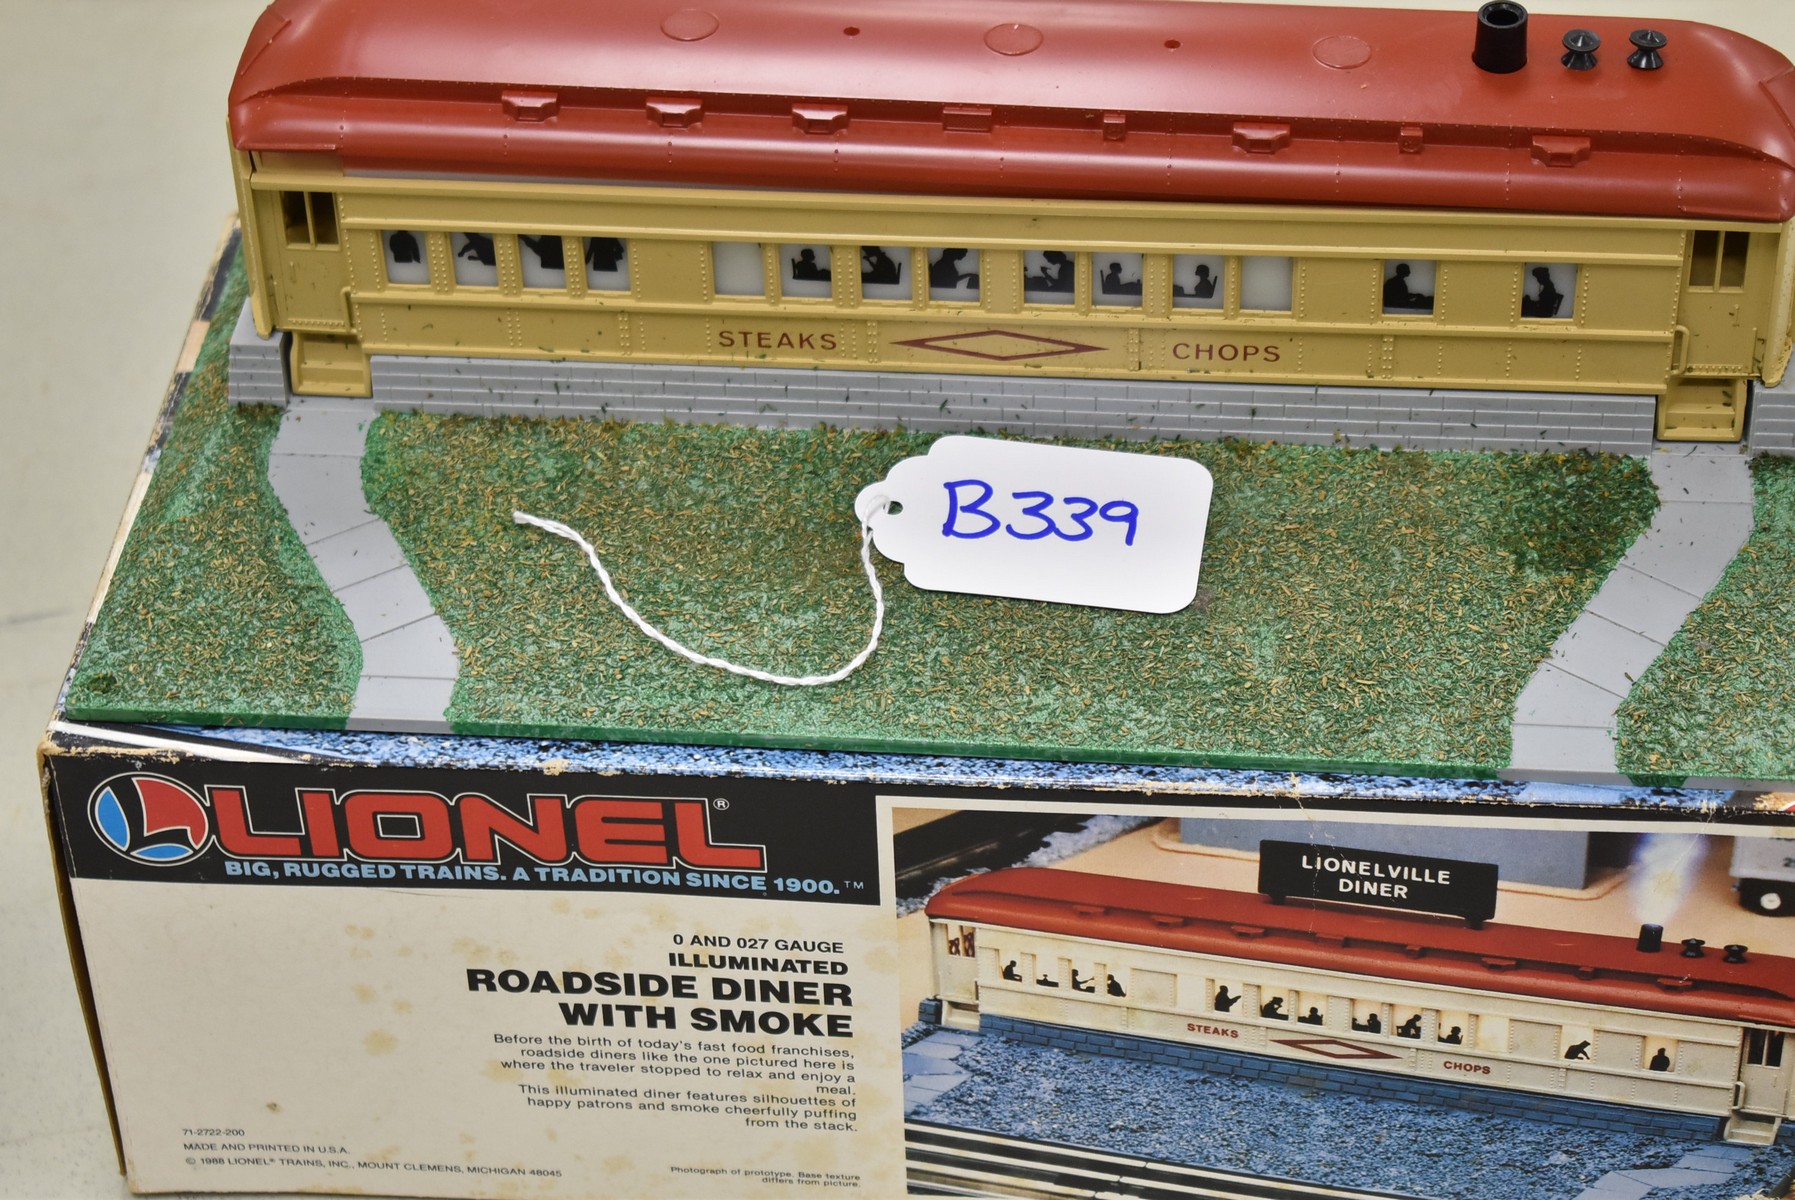 STEAKS CHOPS
B339
LIONEL®
BIG, RUGGED TRAINS. A TRADITION SINCE 1900.™
O AND 027 GAUGE
ILLUMINATED
ROADSIDE DINER
WITH SMOKE
Before the birth of today's fast food franchises,
roadside diners like the one pictured here is
where the traveler stopped to relax and enjoy a
meal.
This illuminated diner features silhouettes of
happy patrons and smoke cheerfully puffing
from the stack.
71-2722-200
MADE AND PRINTED IN U.S.A.
© 1988 LIONEL® TRAINS, INC., MOUNT CLEMENS, MICHIGAN 48045
Photograph of prototype. Base texture
differs from picture.
LIONELVILLE
DINER
STEAKS CHOPS